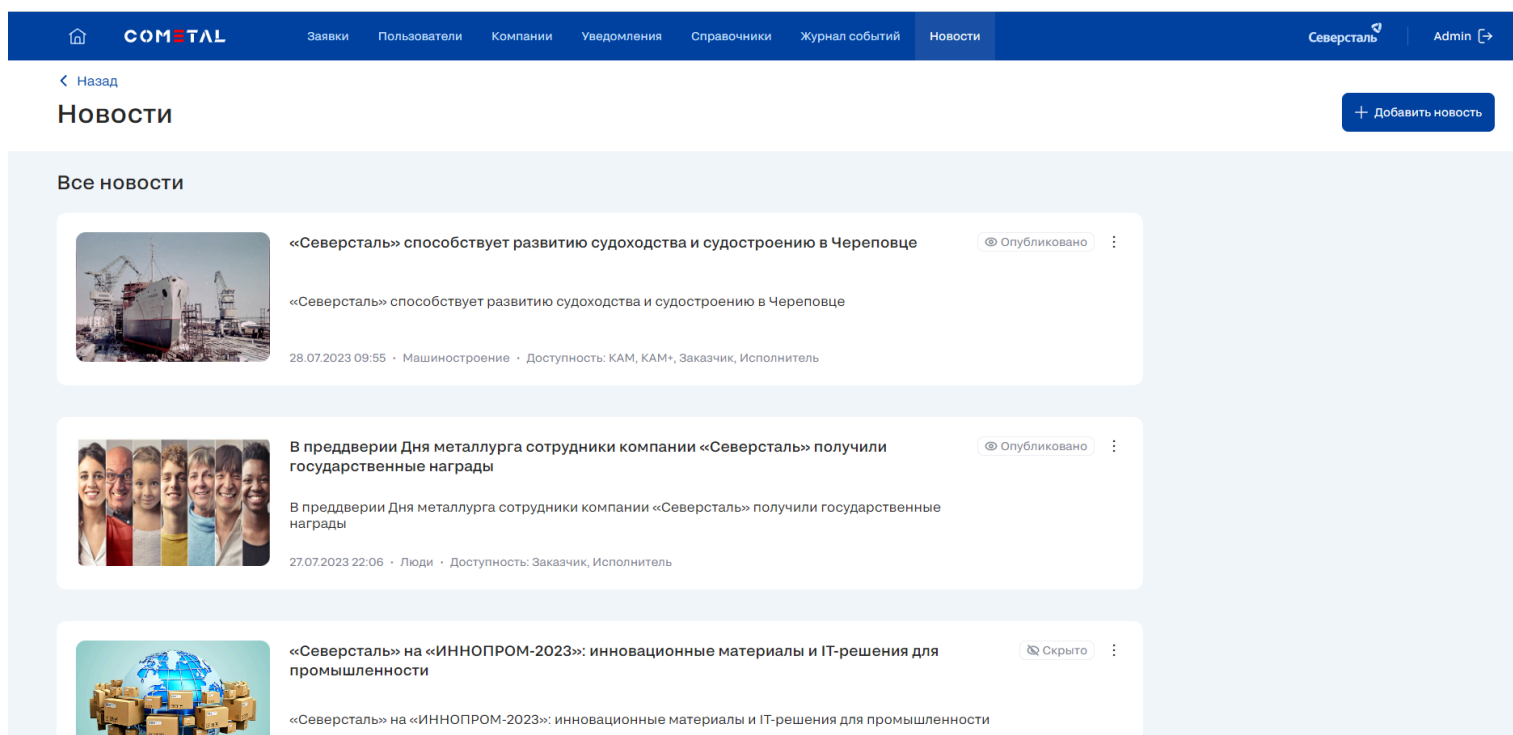 COMETAL Заявки Пользователи Компании Уведомления Справочники Журнал событий Новости Северсталь Admin
Назад
Новости
Добавить новость
Все новости
«Северсталь» способствует развитию судоходства и судостроению в Череповце
Опубликовано
«Северсталь» способствует развитию судоходства и судостроению в Череповце
28.07.2023 09:55 · Машиностроение · Доступность: КАМ, КАМ+, Заказчик, Исполнитель
В преддверии Дня металлурга сотрудники компании «Северсталь» получили
государственные награды
Опубликовано
В преддверии Дня металлурга сотрудники компании «Северсталь» получили государственные
награды
27.07.2023 22:06 · Люди · Доступность: Заказчик, Исполнитель
«Северсталь» на «ИННОПРОМ-2023»: инновационные материалы и IT-решения для
промышленности
Скрыто
«Северсталь» на «ИННОПРОМ-2023»: инновационные материалы и IT-решения для промышленности